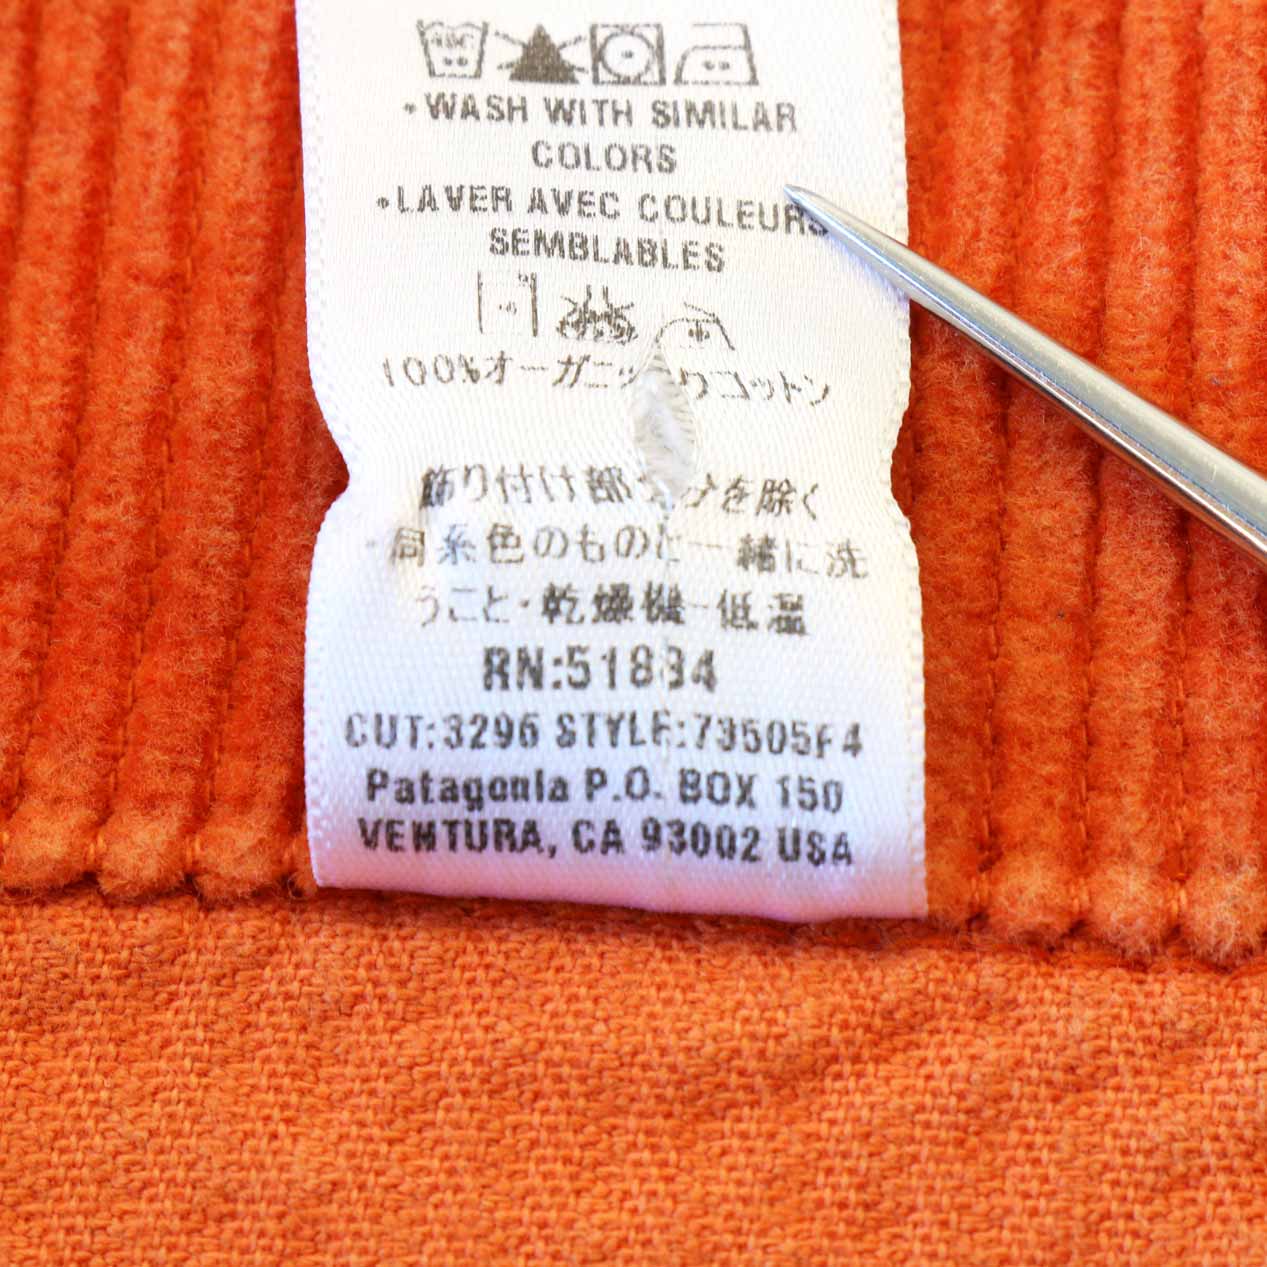 • WASH WITH SIMILAR
COLORS
• LAVER AVEC COULEURS
SEMBLABLES
100%オーガニックコットン
飾り付け部分を除く
・同系色のものと一緒に洗
うこと・乾燥機一低温
RN:51884
CUT:3296 STYLE:73505F4
Patagonia P.O. BOX 150
VENTURA, CA 93002 USA